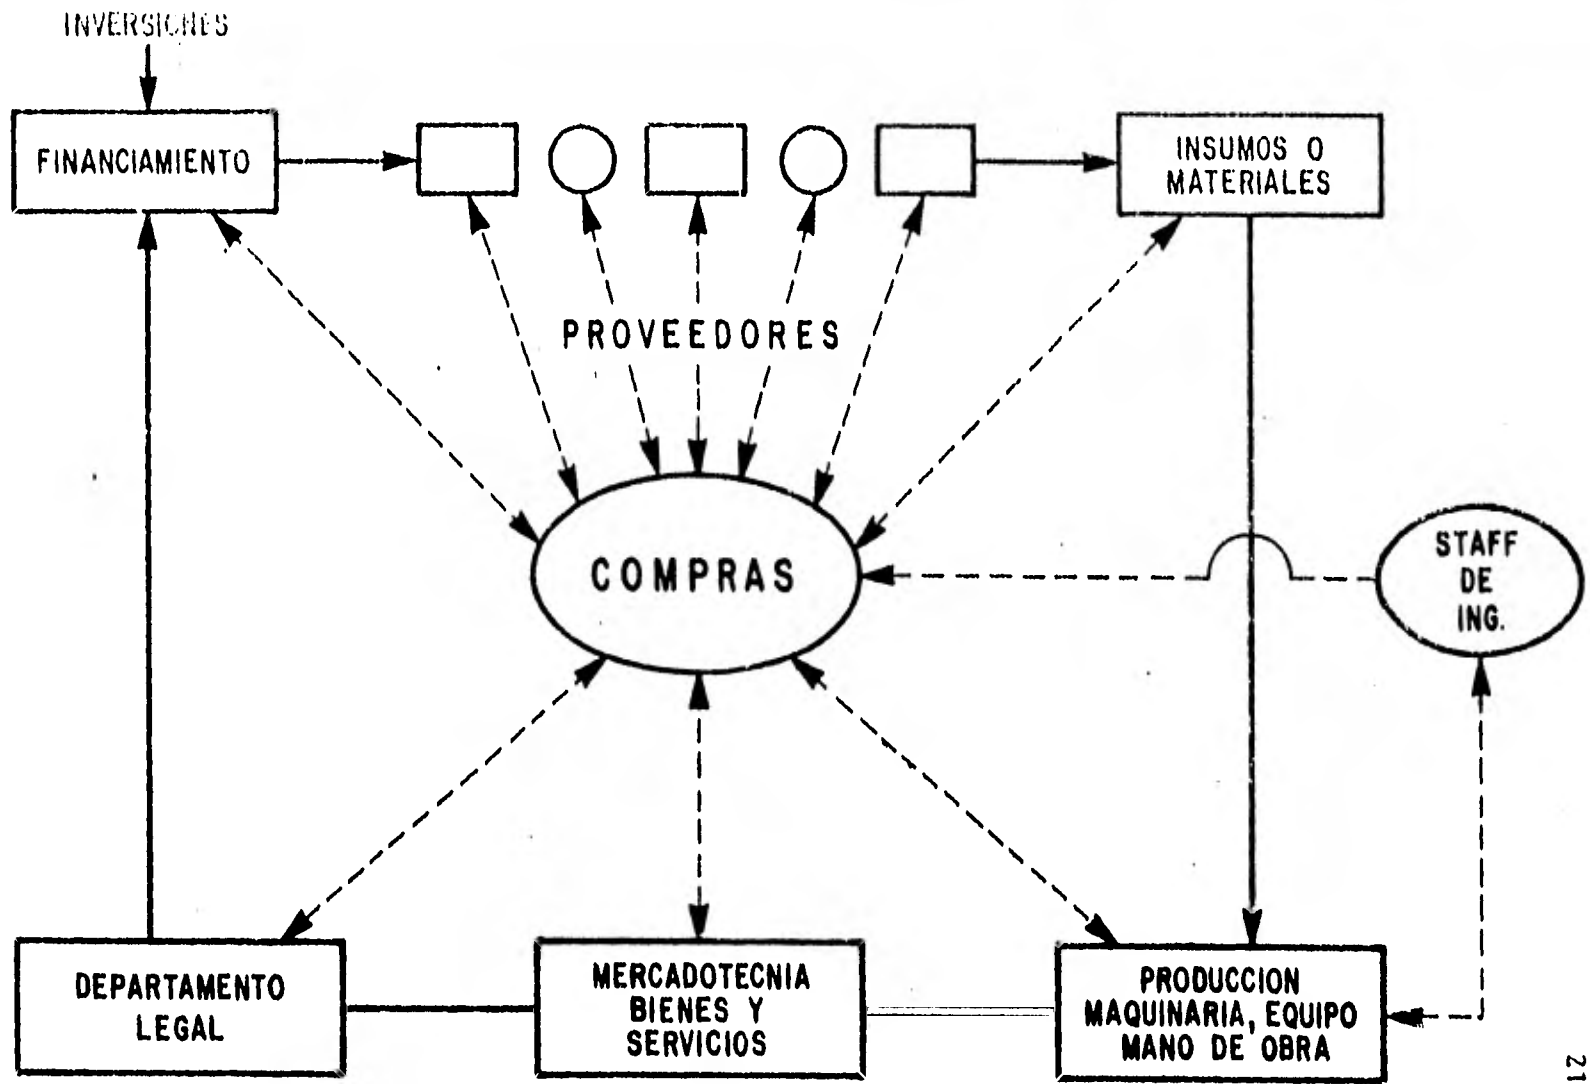 INVERSIONES
FINANCIAMIENTO
INSUMOS O
MATERIALES
PROVEEDORES
COMPRAS
STAFF
DE
ING.
DEPARTAMENTO
LEGAL
MERCADOTECNIA
BIENES Y
SERVICIOS
PRODUCCION
MAQUINARIA, EQUIPO
MANO DE OBRA
21